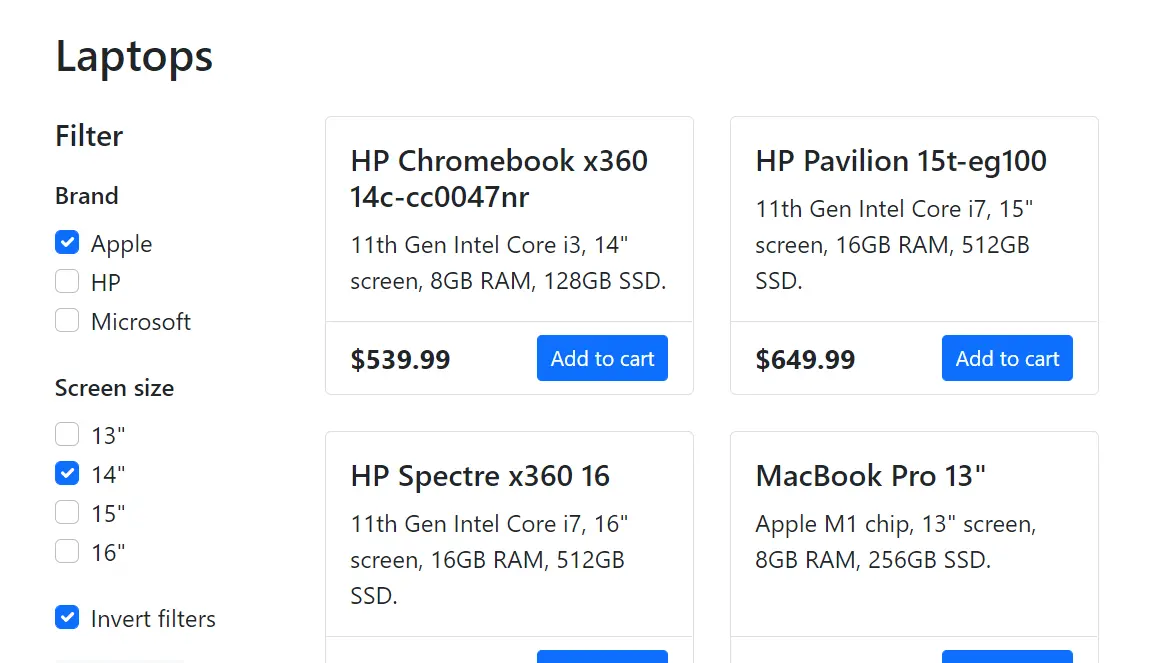 Laptops
Filter
Brand
Apple
HP
Microsoft
Screen size
13"
14"
15"
16"
Invert filters
HP Chromebook x360
14c-cc0047nr
11th Gen Intel Core i3, 14"
screen, 8GB RAM, 128GB SSD.
$539.99
Add to cart
HP Pavilion 15t-eg100
11th Gen Intel Core i7, 15"
screen, 16GB RAM, 512GB
SSD.
$649.99
Add to cart
HP Spectre x360 16
11th Gen Intel Core i7, 16"
screen, 16GB RAM, 512GB
SSD.
MacBook Pro 13"
Apple M1 chip, 13" screen,
8GB RAM, 256GB SSD.